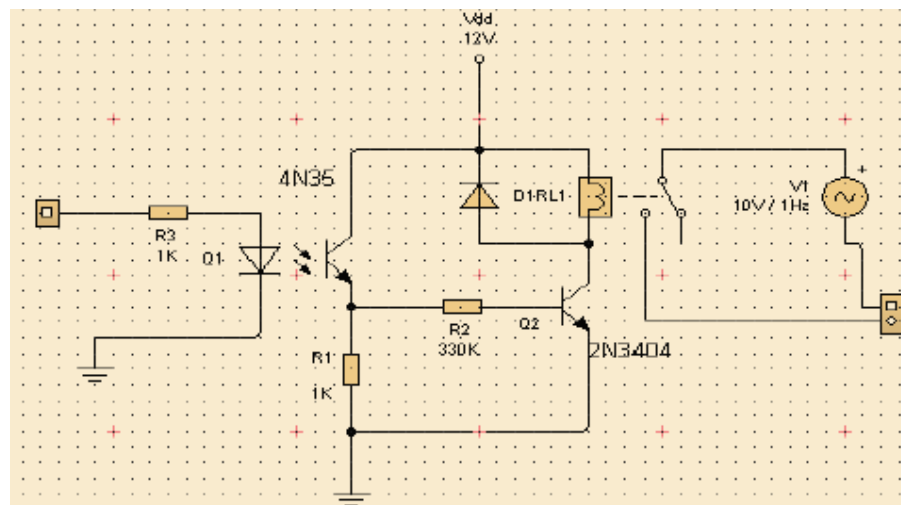 Vdd
12V
4N35
D1
RL1
V1
10V / 1Hz
R3
1K
Q1
R2
330K
Q2
2N3404
R1
1K